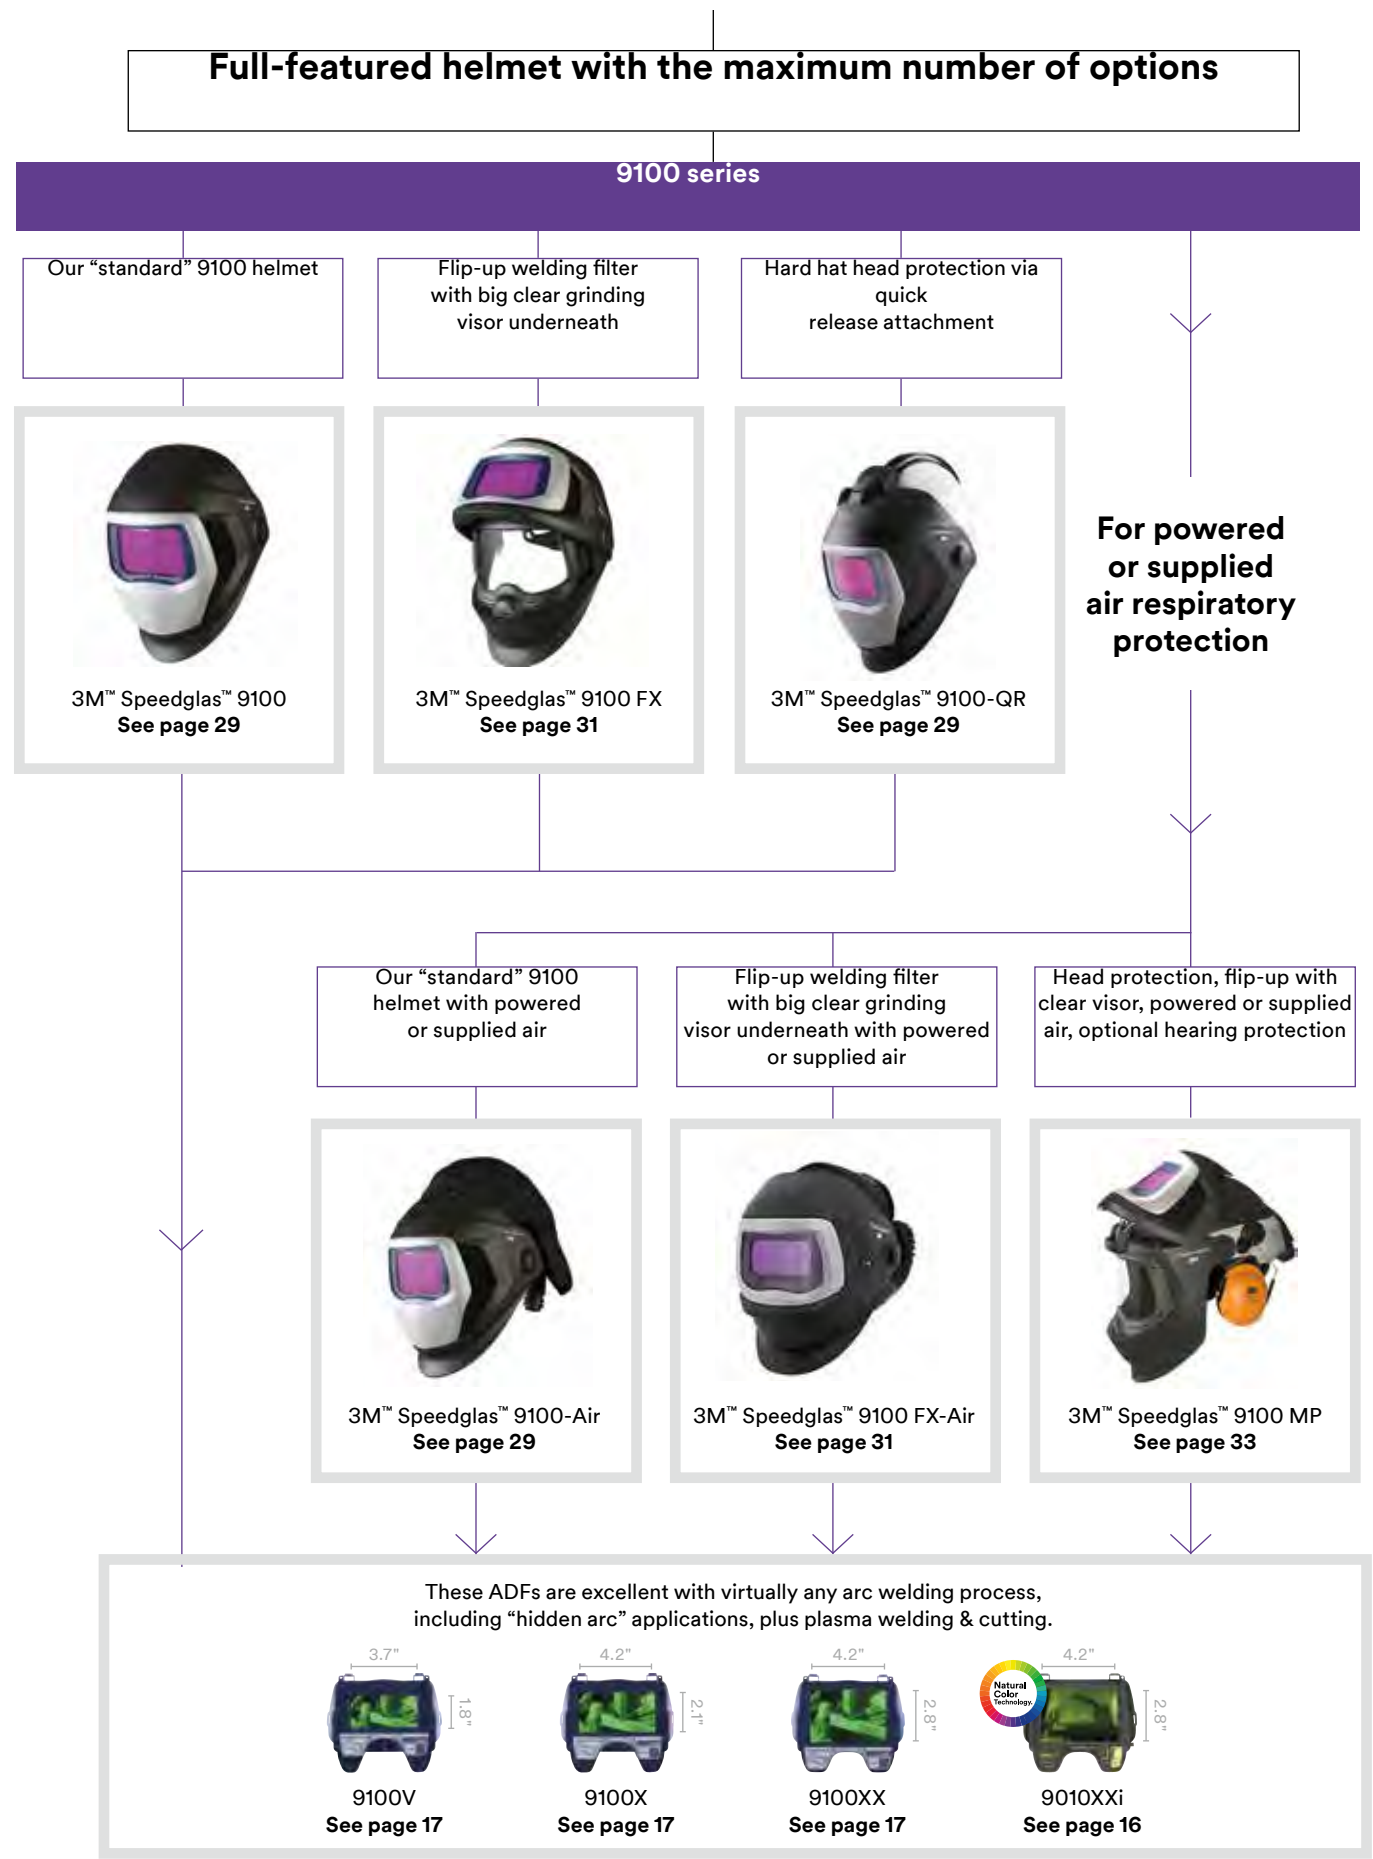 Full-featured helmet with the maximum number of options
9100 series
Our “standard” 9100 helmet
Flip-up welding filter
with big clear grinding
visor underneath
Hard hat head protection via
quick
release attachment
3M™ Speedglas™ 9100
See page 29
3M™ Speedglas™ 9100 FX
See page 31
3M™ Speedglas™ 9100-QR
See page 29
For powered
or supplied
air respiratory
protection
Our “standard” 9100
helmet with powered
or supplied air
Flip-up welding filter
with big clear grinding
visor underneath with powered
or supplied air
Head protection, flip-up with
clear visor, powered or supplied
air, optional hearing protection
3M™ Speedglas™ 9100-Air
See page 29
3M™ Speedglas™ 9100 FX-Air
See page 31
3M™ Speedglas™ 9100 MP
See page 33
These ADFs are excellent with virtually any arc welding process,
including “hidden arc” applications, plus plasma welding & cutting.
3.7"
1.8"
9100V
See page 17
4.2"
2.1"
9100X
See page 17
4.2"
2.8"
9100XX
See page 17
Natural
Color
Technology.
4.2"
2.8"
9010XXi
See page 16